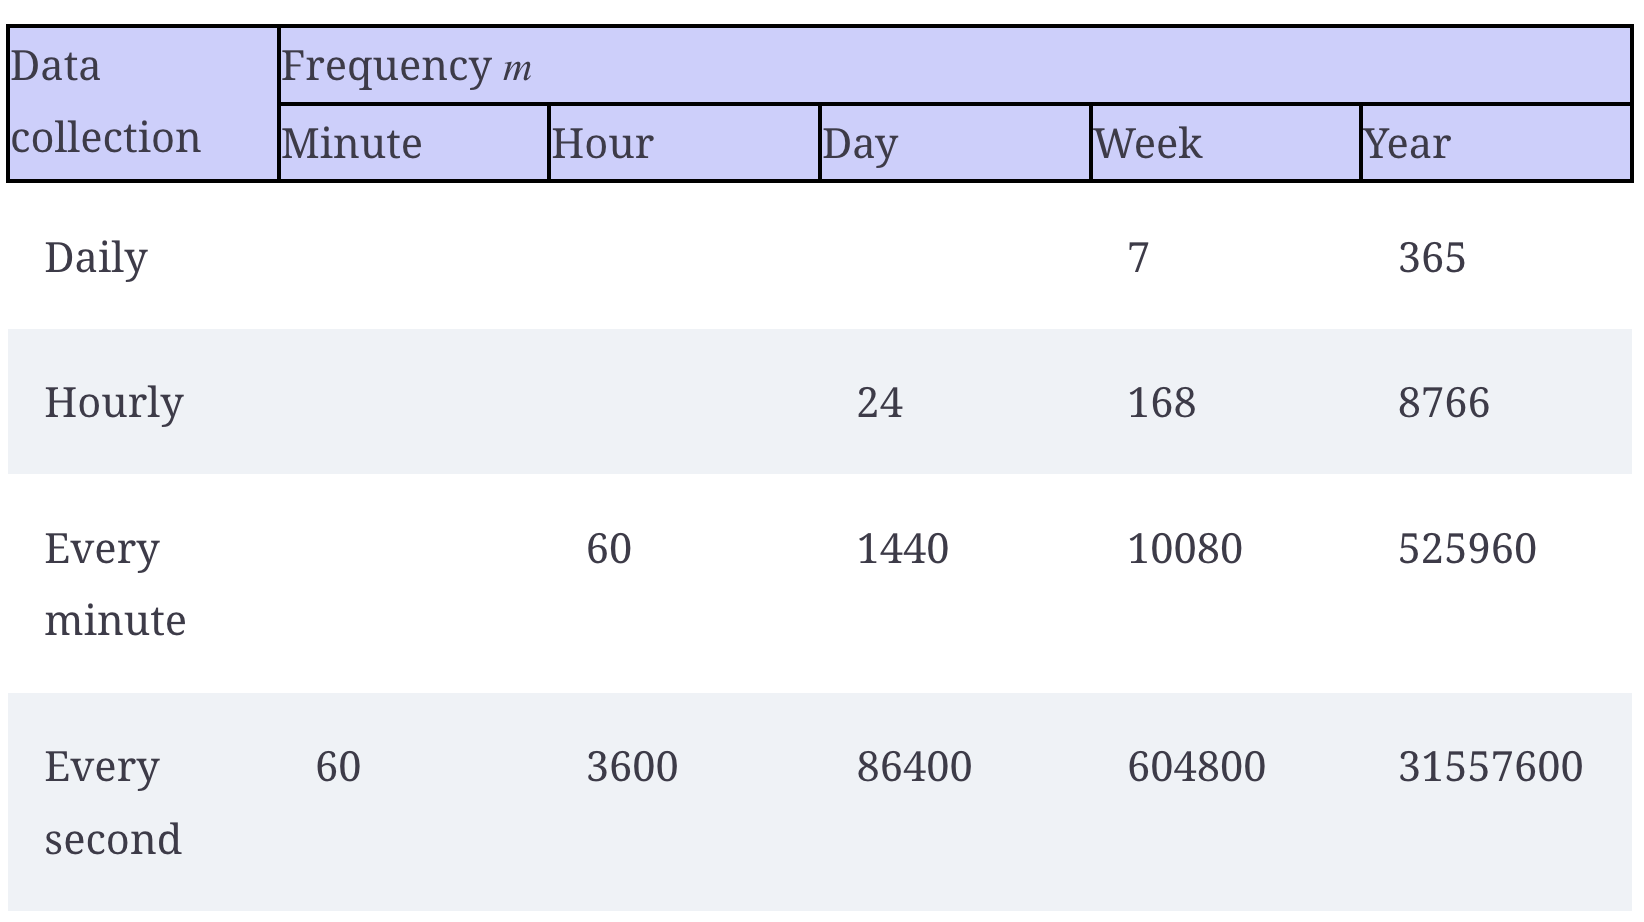 Data
collection
Frequency m
Minute Hour Day Week Year
Daily 7 365
Hourly 24 168 8766
Every 60 1440 10080 525960
minute
Every 60 3600 86400 604800 31557600
second